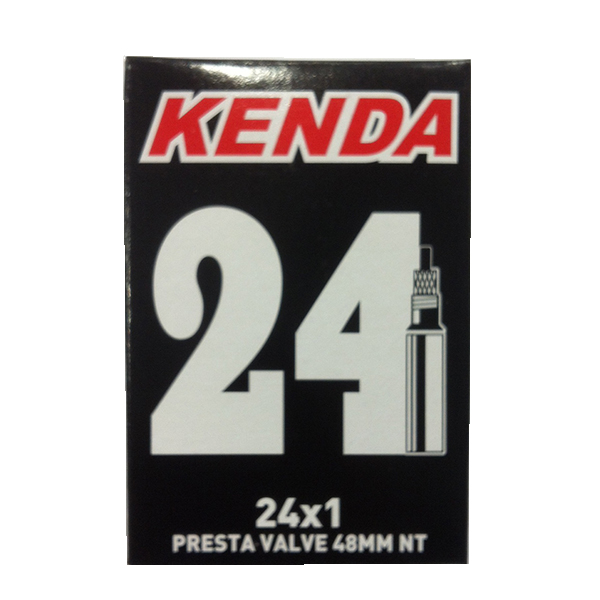 KENDA
24
24x1
PRESTA VALVE 48MM NT